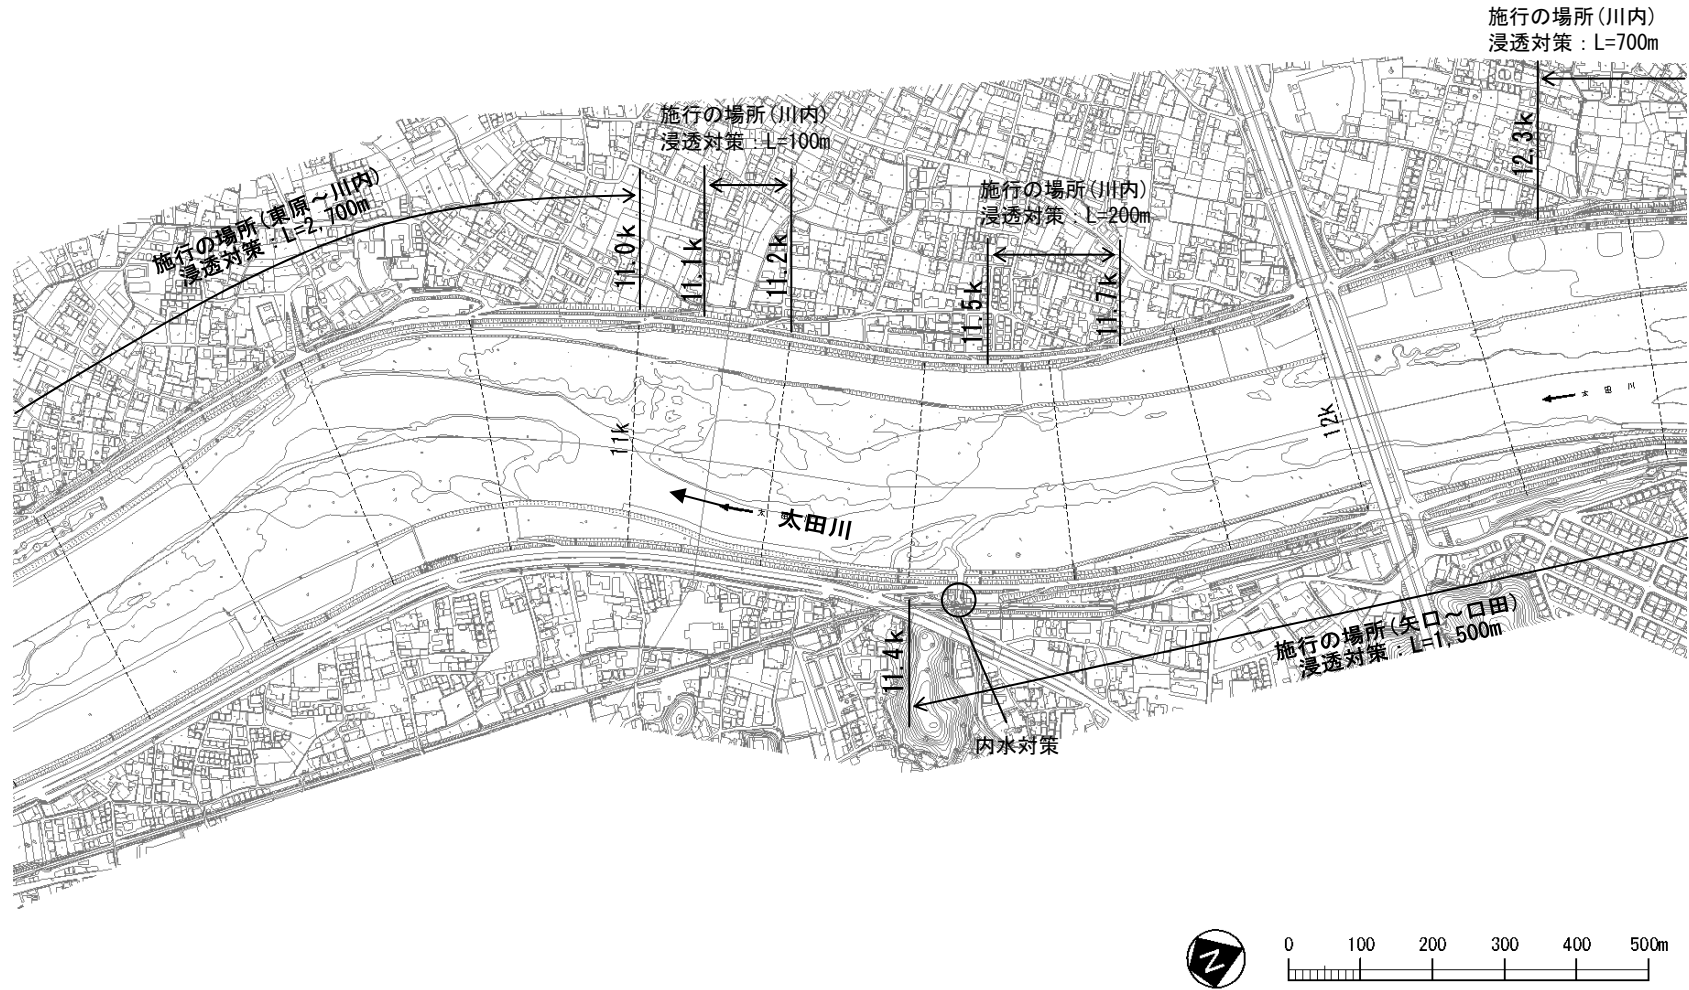 施行の場所(川内)
浸透対策：L=700m
12.3k
施行の場所(川内)
浸透対策：L=100m
施行の場所(東原～川内)
浸透対策：L=2,700m
施行の場所(川内)
浸透対策：L=200m
11.0k
11.1k
11.2k
11.5k
11.7k
11k
12k
太田川
太田川
太
11.4k
施行の場所(矢口～口田)
浸透対策：L=1,500m
内水対策
N
0 100 200 300 400 500m